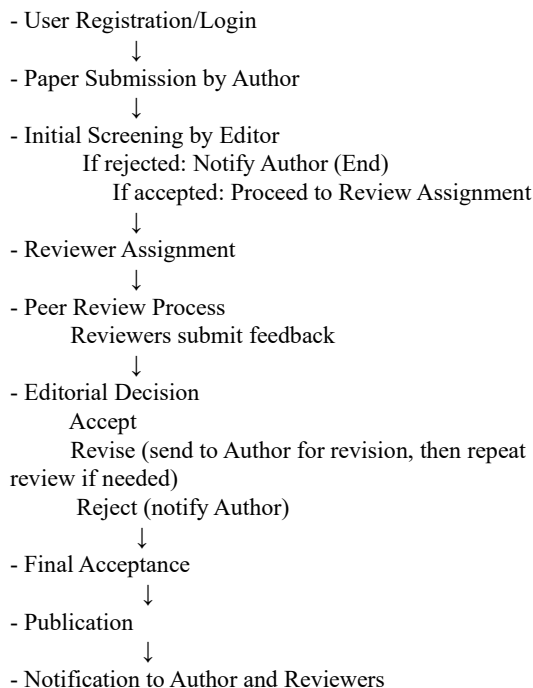 - User Registration/Login
↓
- Paper Submission by Author
↓
- Initial Screening by Editor
If rejected: Notify Author (End)
If accepted: Proceed to Review Assignment
↓
- Reviewer Assignment
↓
- Peer Review Process
Reviewers submit feedback
↓
- Editorial Decision
Accept
Revise (send to Author for revision, then repeat
review if needed)
Reject (notify Author)
↓
- Final Acceptance
↓
- Publication
↓
- Notification to Author and Reviewers